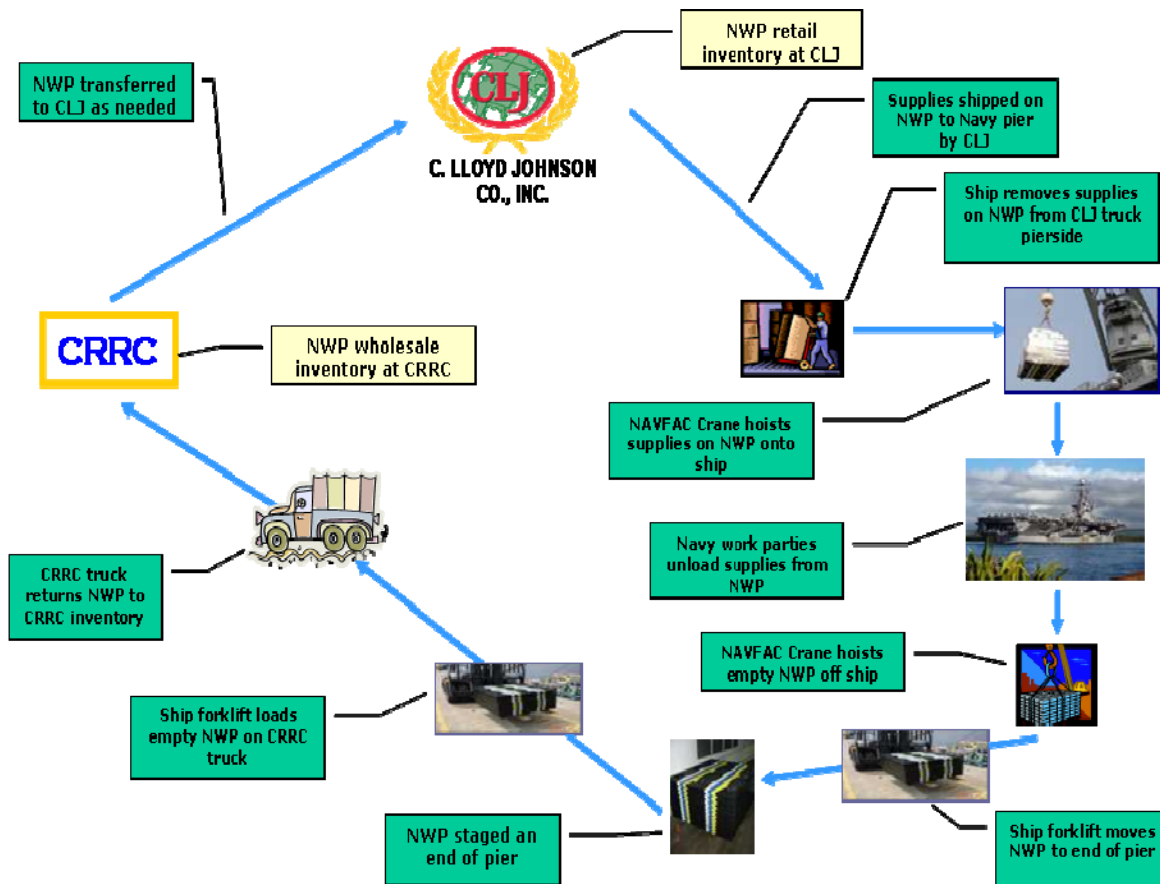 NWP retail
inventory at CLJ
NWP transferred
to CLJ as needed
CLJ
C. LLOYD JOHNSON
CO., INC.
Supplies shipped on
NWP to Navy pier
by CLJ
Ship removes supplies
on NWP from CLJ truck
pierside
CRRC
NWP wholesale
inventory at CRRC
NAVFAC Crane hoists
supplies on NWP onto
ship
Navy work parties
unload supplies from
NWP
CRRC truck
returns NWP to
CRRC inventory
NAVFAC Crane hoists
empty NWP off ship
Ship forklift loads
empty NWP on CRRC
truck
NWP staged an
end of pier
Ship forklift moves
NWP to end of pier